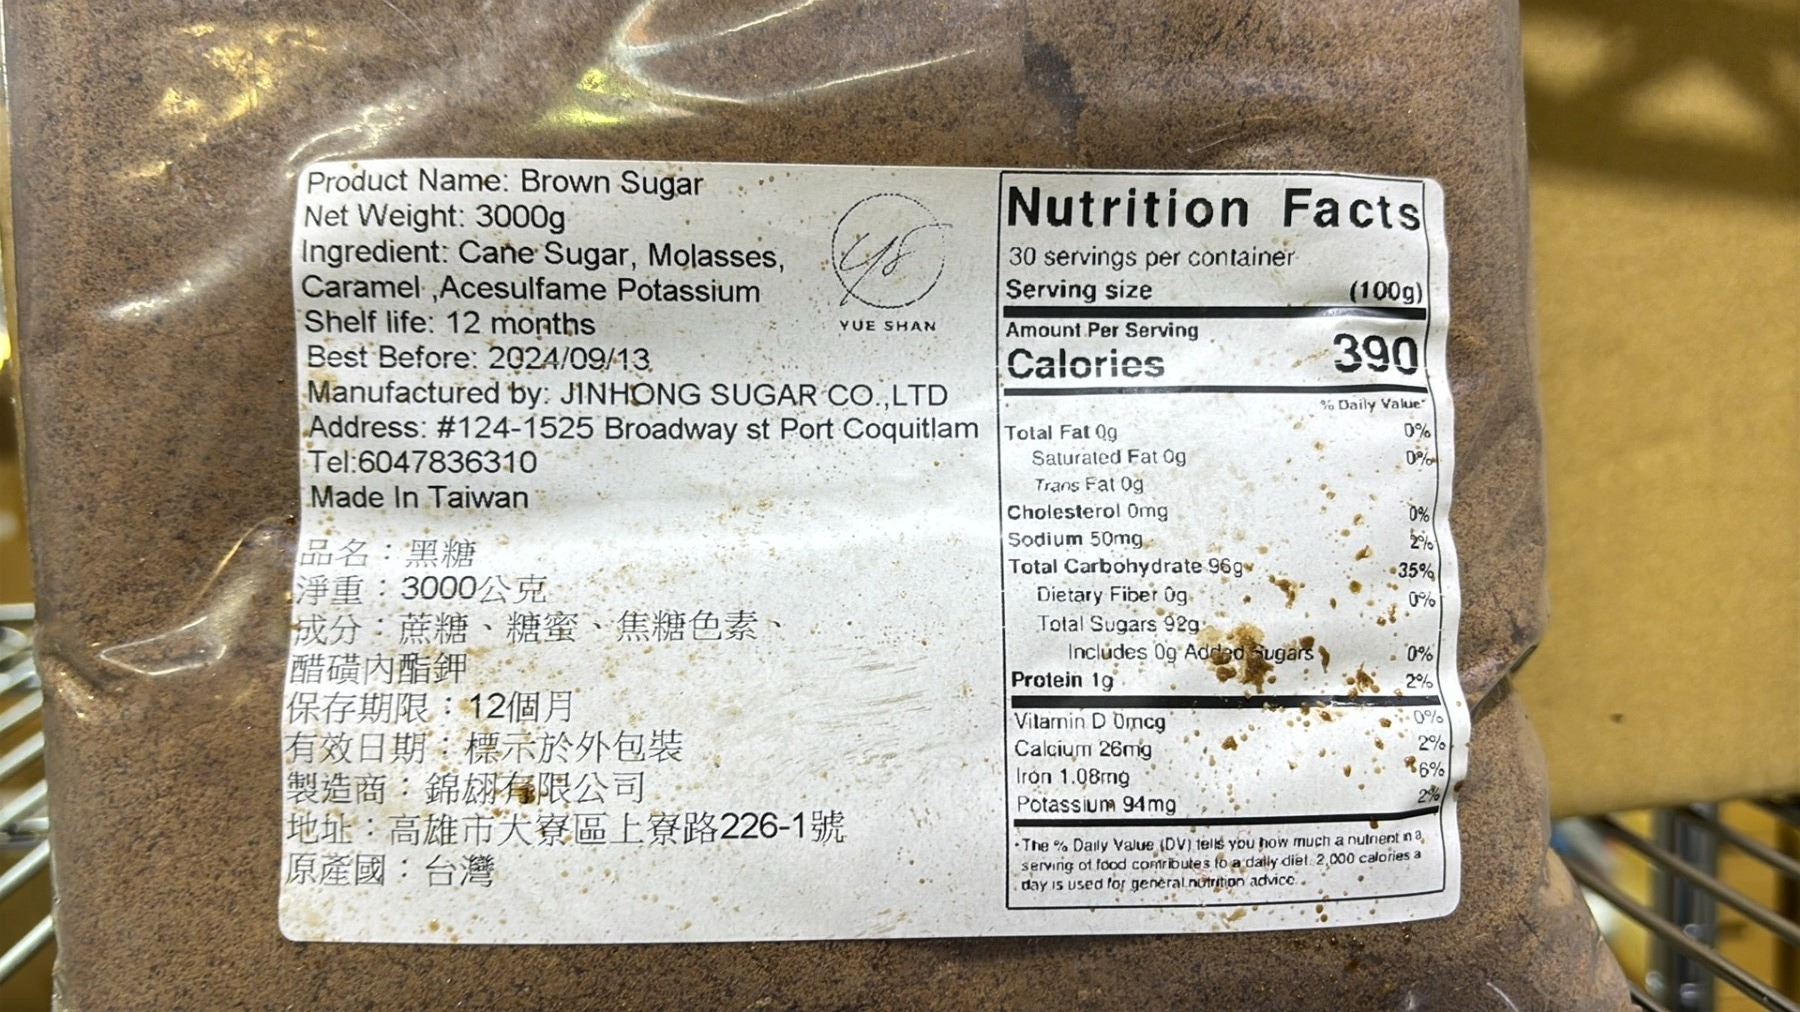 Product Name: Brown Sugar
Net Weight: 3000g
Ingredient: Cane Sugar, Molasses,
Caramel ,Acesulfame Potassium
Shelf life: 12 months
Best Before: 2024/09/13
Manufactured by: JINHONG SUGAR CO.,LTD
Address: #124-1525 Broadway st Port Coquitlam
Tel:6047836310
Made In Taiwan
YS
YUE SHAN
品名：黑糖
淨重：3000公克
成分：蔗糖、糖蜜、焦糖色素、
醋磺內酯鉀
保存期限：12個月
有效日期：標示於外包裝
製造商：錦翃有限公司
地址：高雄市大寮區上寮路226-1號
原產國：台灣
Nutrition Facts
30 servings per container
Serving size (100g)
Amount Per Serving
Calories 390
% Daily Value*
Total Fat 0g 0%
Saturated Fat 0g 0%
Trans Fat 0g
Cholesterol 0mg 0%
Sodium 50mg 2%
Total Carbohydrate 96g 35%
Dietary Fiber 0g 0%
Total Sugars 92g
Includes 0g Added Sugars 0%
Protein 1g 2%
Vitamin D 0mcg 0%
Calcium 26mg 2%
Iron 1.08mg 6%
Potassium 94mg 2%
*The % Daily Value (DV) tells you how much a nutrient in a
serving of food contributes to a daily diet. 2,000 calories a
day is used for general nutrition advice.